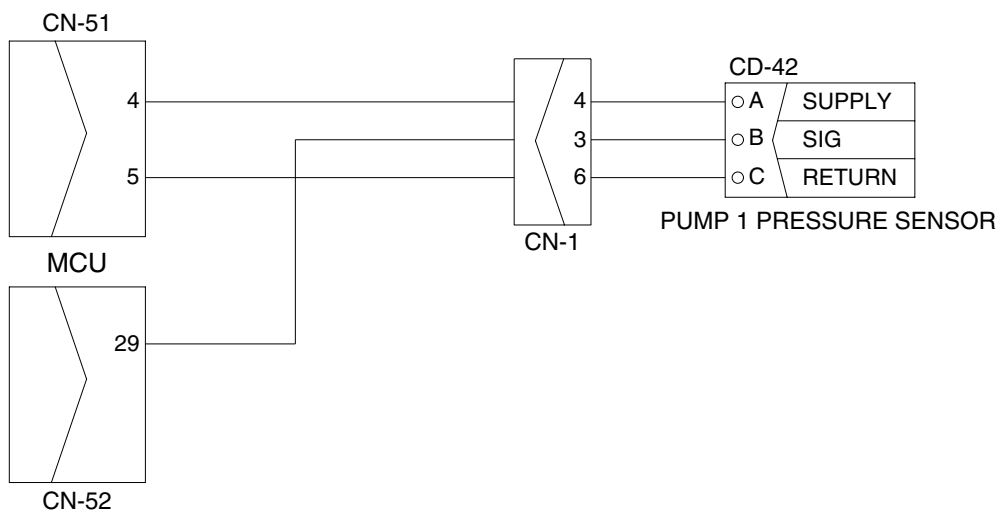 CN-51
CD-42
4
4
A SUPPLY
3
B SIG
5
6
C RETURN
PUMP 1 PRESSURE SENSOR
CN-1
MCU
29
CN-52